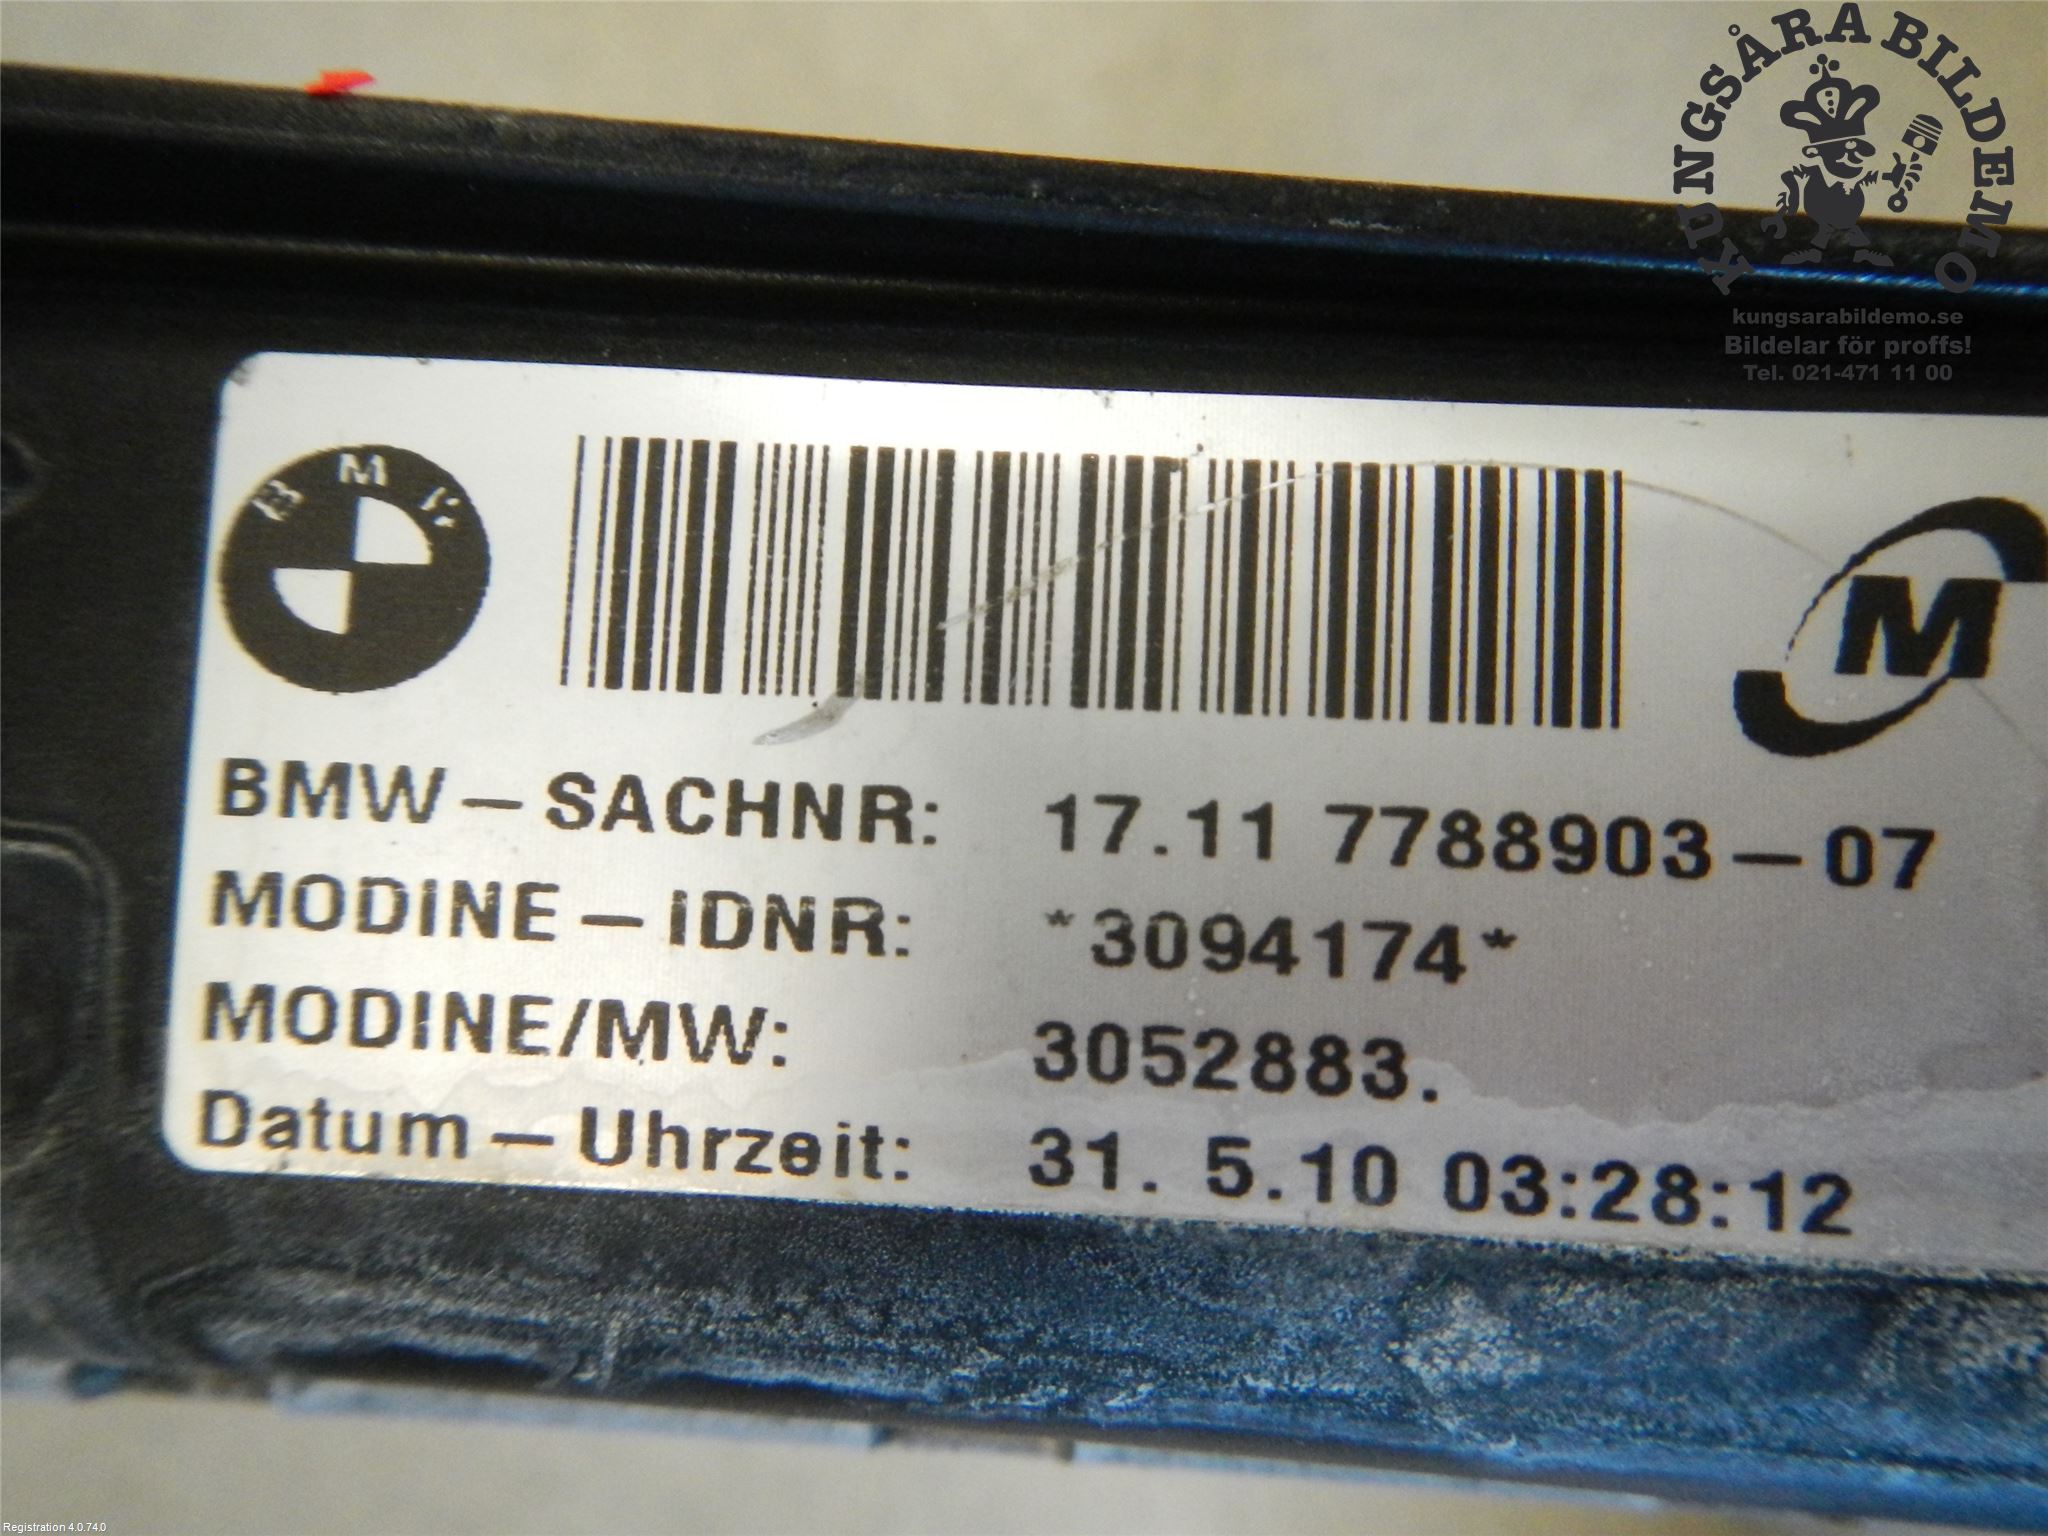 KUNGSÅRA BILDEMO
kungsarabildemo.se
Bildelar för proffs!
Tel. 021-471 11 00
BMW
M
BMW-SACHNR: 17.11 7788903-07
MODINE-IDNR: *3094174*
MODINE/MW: 3052883.
Datum-Uhrzeit: 31. 5.10 03:28:12
Registration 4.0.74.0